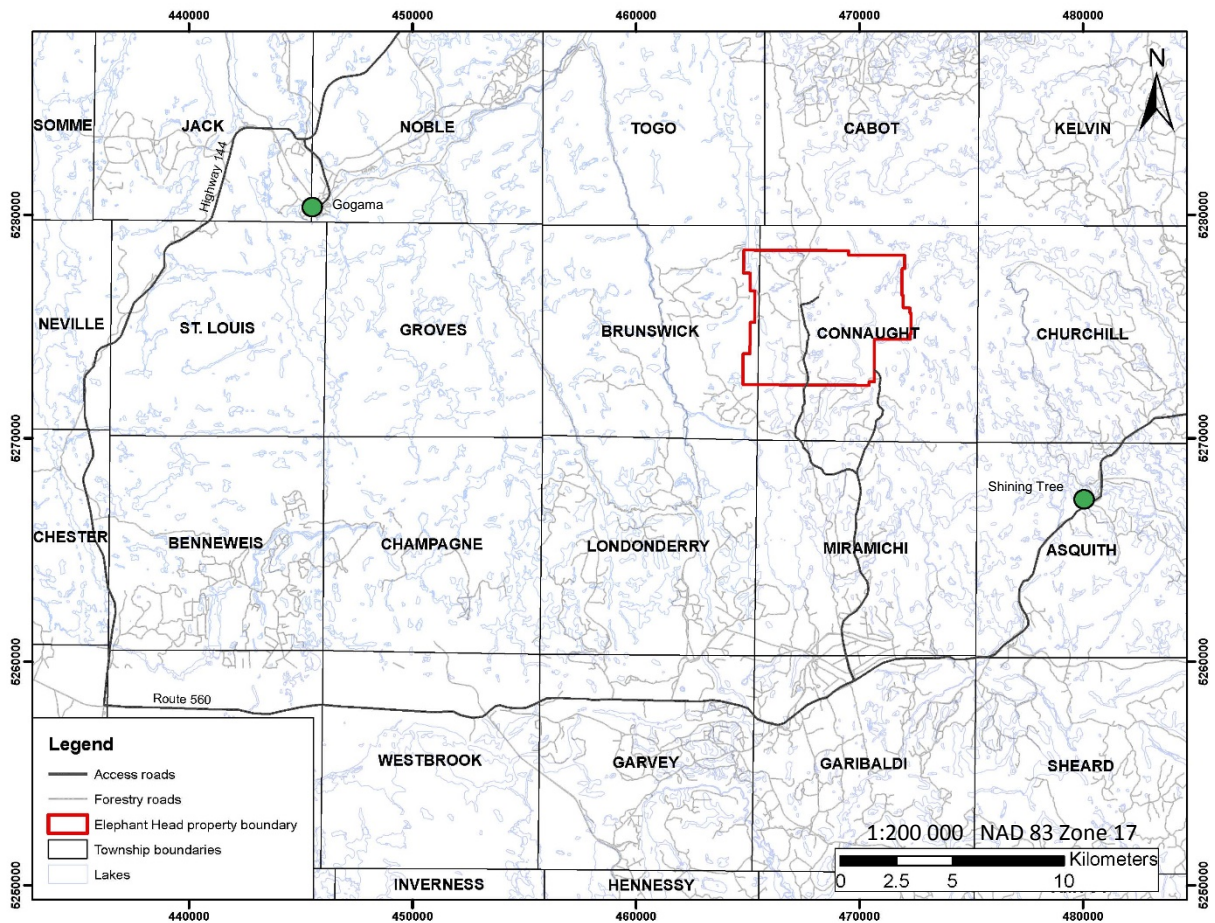 440000 450000 460000 470000 480000
N
SOMME JACK NOBLE TOGO CABOT KELVIN
Highway 144
Gogama
6280000 6280000
NEVILLE ST. LOUIS GROVES BRUNSWICK CONNAUGHT CHURCHILL
6270000 6270000
Shining Tree
CHESTER BENNEWEIS CHAMPAGNE LONDONDERRY MIRAMICHI ASQUITH
6260000 6260000
Route 560
WESTBROOK GARVEY GARIBALDI SHEARD
Legend
Access roads
Forestry roads
Elephant Head property boundary
Township boundaries
Lakes
1:200 000 NAD 83 Zone 17
Kilometers
0 2.5 5 10
INVERNESS HENNESSY
6260000 6260000
440000 450000 460000 470000 480000